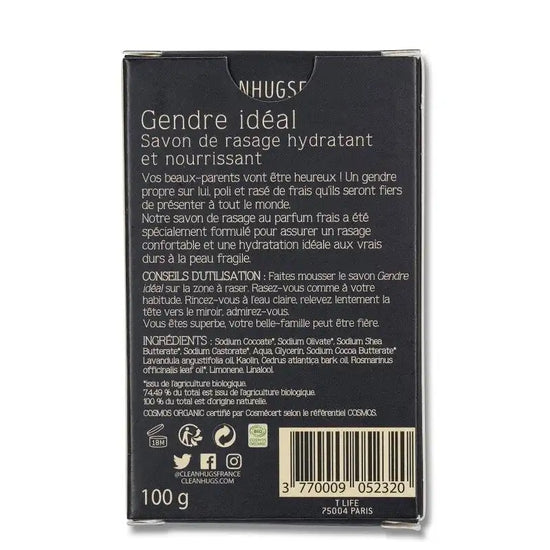 NHUGSF
Gendre idéal
Savon de rasage hydratant
et nourrissant
Vos beaux-parents vont être heureux ! Un gendre
propre sur lui, poli et rasé de frais qu'ils seront fiers
de présenter à tout le monde.
Notre savon de rasage au parfum frais a été
spécialement formulé pour assurer un rasage
confortable et une hydratation idéale aux vrais
durs à la peau fragile.
CONSEILS D'UTILISATION : Faites mousser le savon Gendre
idéal sur la zone à raser. Rasez-vous comme à votre
habitude. Rincez-vous à l'eau claire, relevez lentement la
tête vers le miroir, admirez-vous.
Vous êtes superbe, votre belle-famille peut être fière.
INGRÉDIENTS : Sodium Cocoate*, Sodium Olivate*, Sodium Shea
Butterate*, Sodium Castorate*, Aqua, Glycerin, Sodium Cocoa Butterate*
Lavandula angustifolia oil, Kaolin, Cedrus atlantica bark oil, Rosmarinus
officinalis leaf oil*, Limonene, Linalool.
*issu de l'agriculture biologique.
74,49 % du total est issu de l'agriculture biologique.
100 % du total est d'origine naturelle.
COSMOS ORGANIC certifié par Cosmécert selon le référentiel COSMOS.
18M
BIO
@CLEANHUGSFRANCE
CLEANHUGS.COM
100 g
3 770009 052320
T LIFE
75004 PARIS